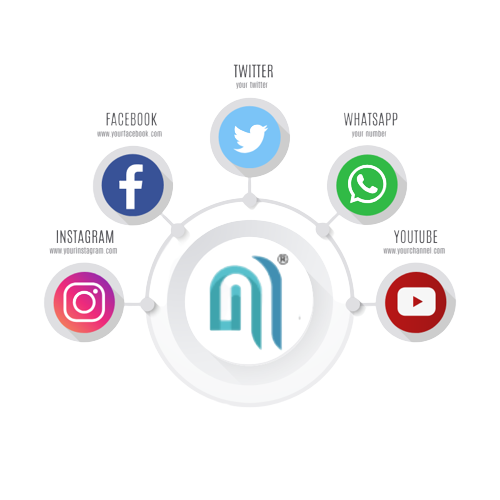 TWITTER
your twitter
FACEBOOK
www.yourfacebook.com
WHATSAPP
your number
INSTAGRAM
www.yourinstagram.com
YOUTUBE
www.yourchannel.com